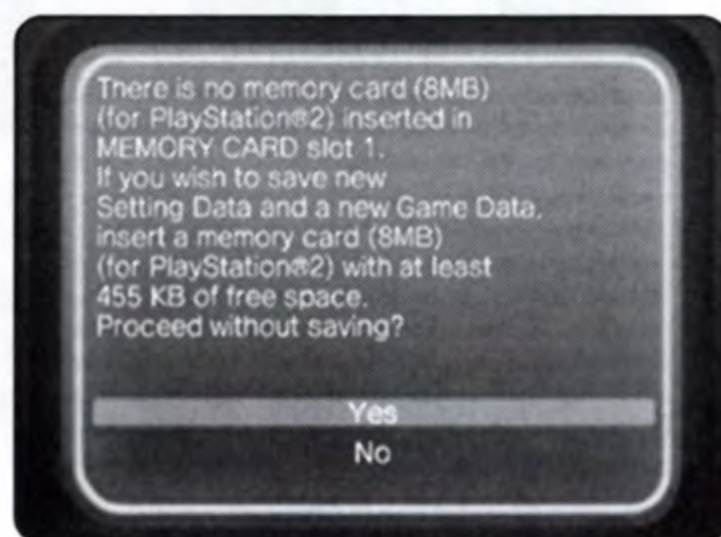 There is no memory card (8MB)
(for PlayStation®2) inserted in
MEMORY CARD slot 1.
If you wish to save new
Setting Data and a new Game Data,
insert a memory card (8MB)
(for PlayStation®2) with at least
455 KB of free space.
Proceed without saving?
Yes
No